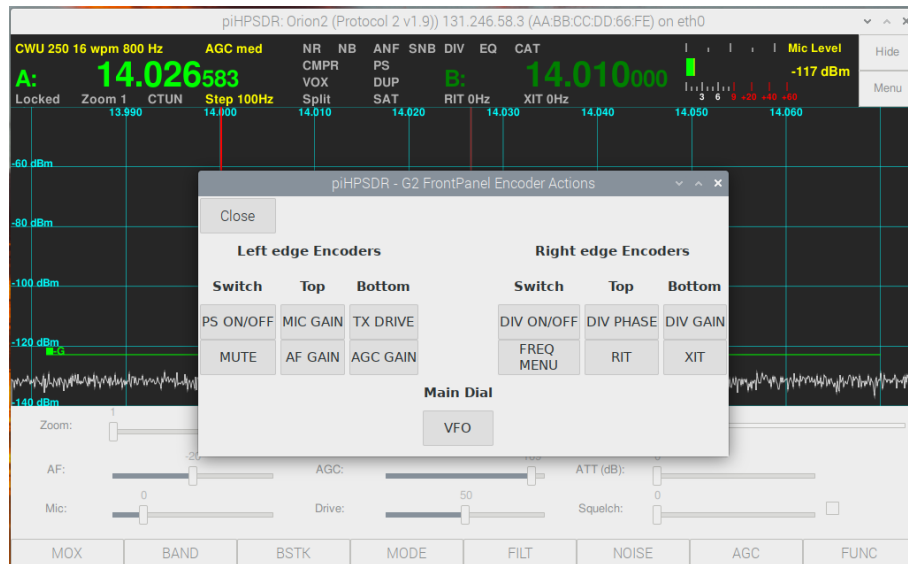 piHPSDR: Orion2 (Protocol 2 v1.9)) 131.246.58.3 (AA:BB:CC:DD:66:FE) on eth0
CWU 250 16 wpm 800 Hz AGC med NR NB ANF SNB DIV EQ CAT Mic Level Hide
CMPR PS
A: 14.026583 VOX DUP B: 14.010000 -117 dBm
Locked Zoom 1 CTUN Step 100Hz Split SAT RIT 0Hz XIT 0Hz 3 6 9 +20 +40 +60 Menu
13.990 14.000 14.010 14.020 14.030 14.040 14.050 14.060
-60 dBm
piHPSDR - G2 FrontPanel Encoder Actions
Close
-80 dBm
Left edge Encoders Right edge Encoders
-100 dBm
Switch Top Bottom Switch Top Bottom
PS ON/OFF MIC GAIN TX DRIVE DIV ON/OFF DIV PHASE DIV GAIN
-120 dBm
-G
MUTE AF GAIN AGC GAIN FREQ MENU RIT XIT
-140 dBm
Main Dial
1
Zoom:
VFO
-20
AF: AGC: ATT (dB):
0 50 0
Mic: Drive: Squelch:
MOX BAND BSTK MODE FILT NOISE AGC FUNC